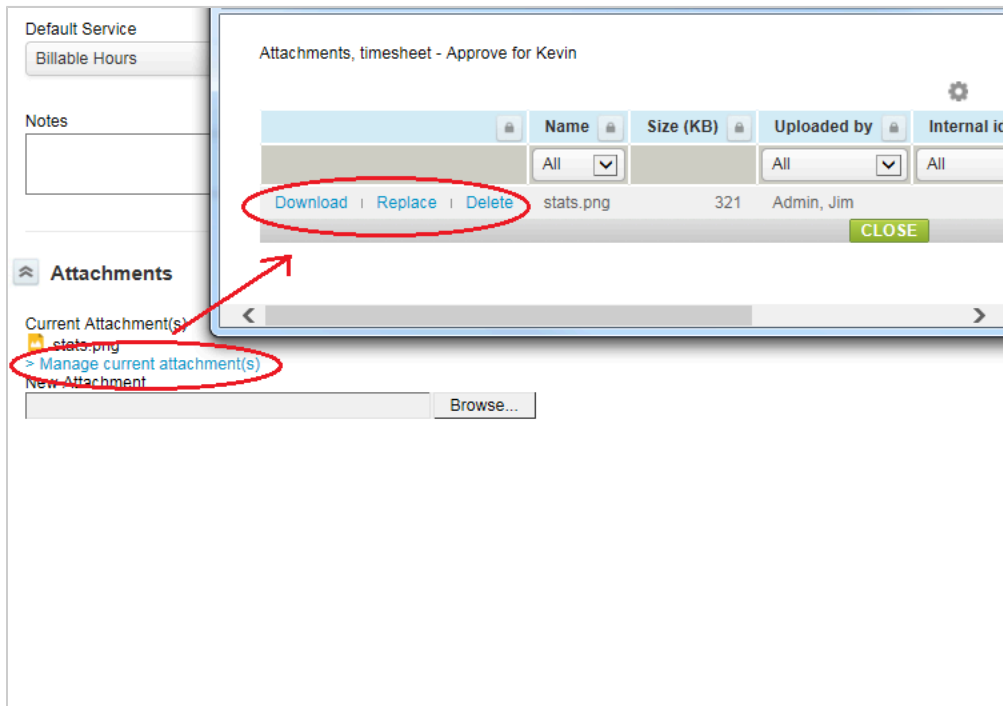 Default Service
Billable Hours
Notes
Attachments
Current Attachment(s)
stats.png
> Manage current attachment(s)
New Attachment
Browse...
Attachments, timesheet - Approve for Kevin
Name Size (KB) Uploaded by Internal
All All All
Download | Replace | Delete stats.png 321 Admin, Jim
CLOSE